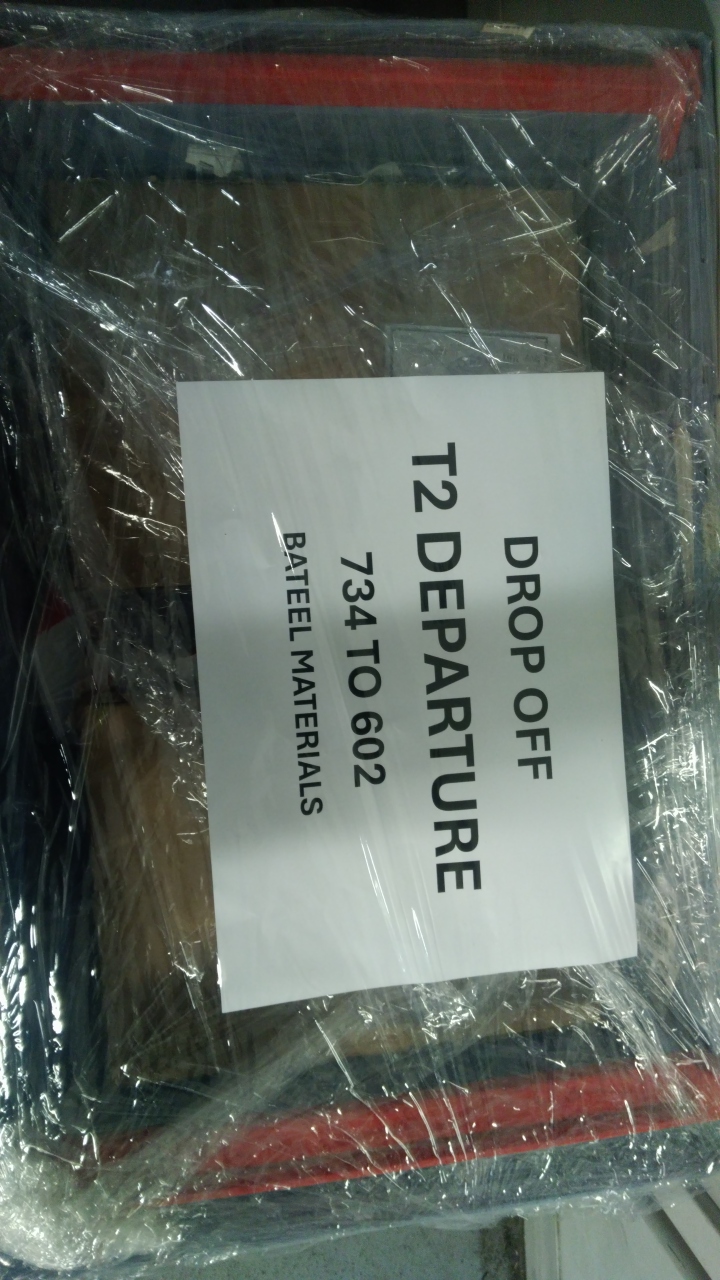 DROP OFF
T2 DEPARTURE
734 TO 602
BATEEL MATERIALS